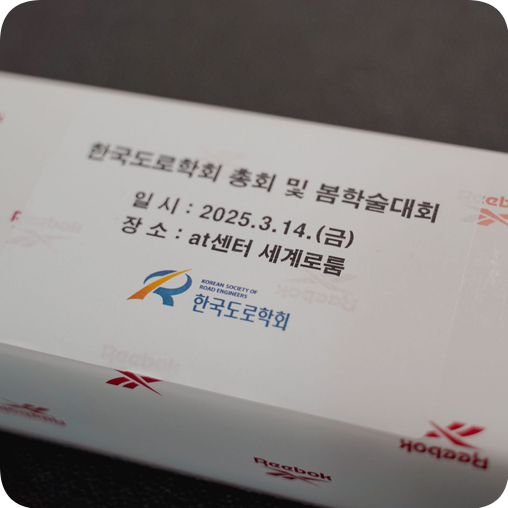 한국도로학회 총회 및 봄학술대회
일 시 : 2025.3.14.(금)
장 소 : at센터 세계로룸
KOREAN SOCIETY OF
ROAD ENGINEERS
한국도로학회
Reebok
Reebok
Reebok
Reebok